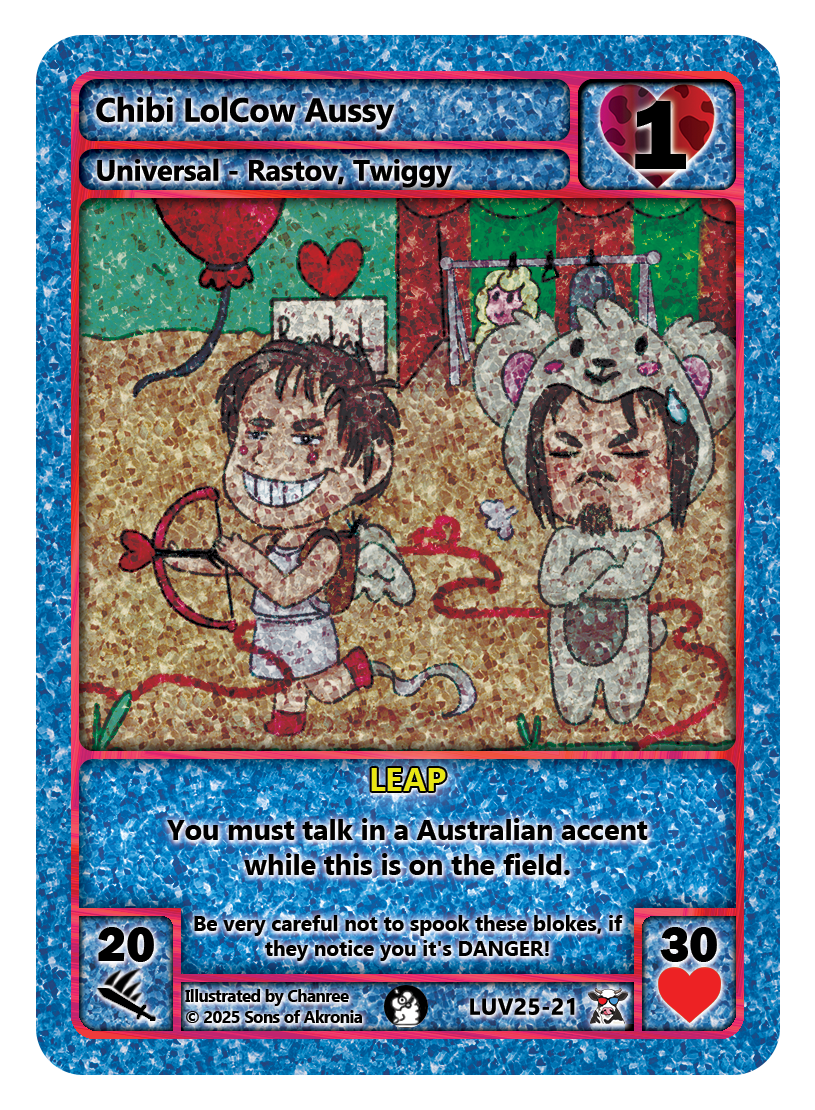 Chibi LolCow Aussy
1
Universal - Rastov, Twiggy
LEAP
You must talk in a Australian accent
while this is on the field.
Be very careful not to spook these blokes, if
they notice you it's DANGER!
20
30
Illustrated by Chanree
© 2025 Sons of Akronia
LUV25-21